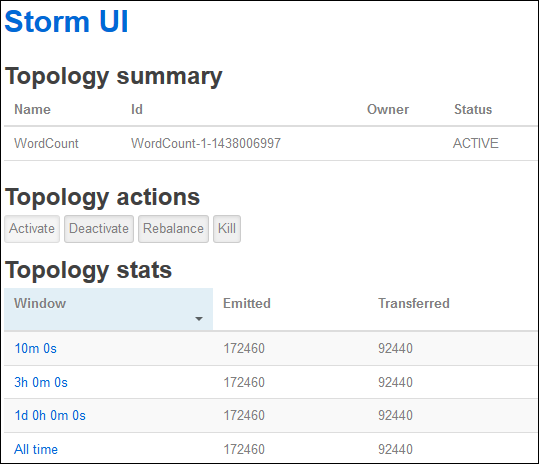 Storm UI
Topology summary
Name Id Owner Status
WordCount WordCount-1-1438006997 ACTIVE
Topology actions
Activate Deactivate Rebalance Kill
Topology stats
Window Emitted Transferred
10m 0s 172460 92440
3h 0m 0s 172460 92440
1d 0h 0m 0s 172460 92440
All time 172460 92440